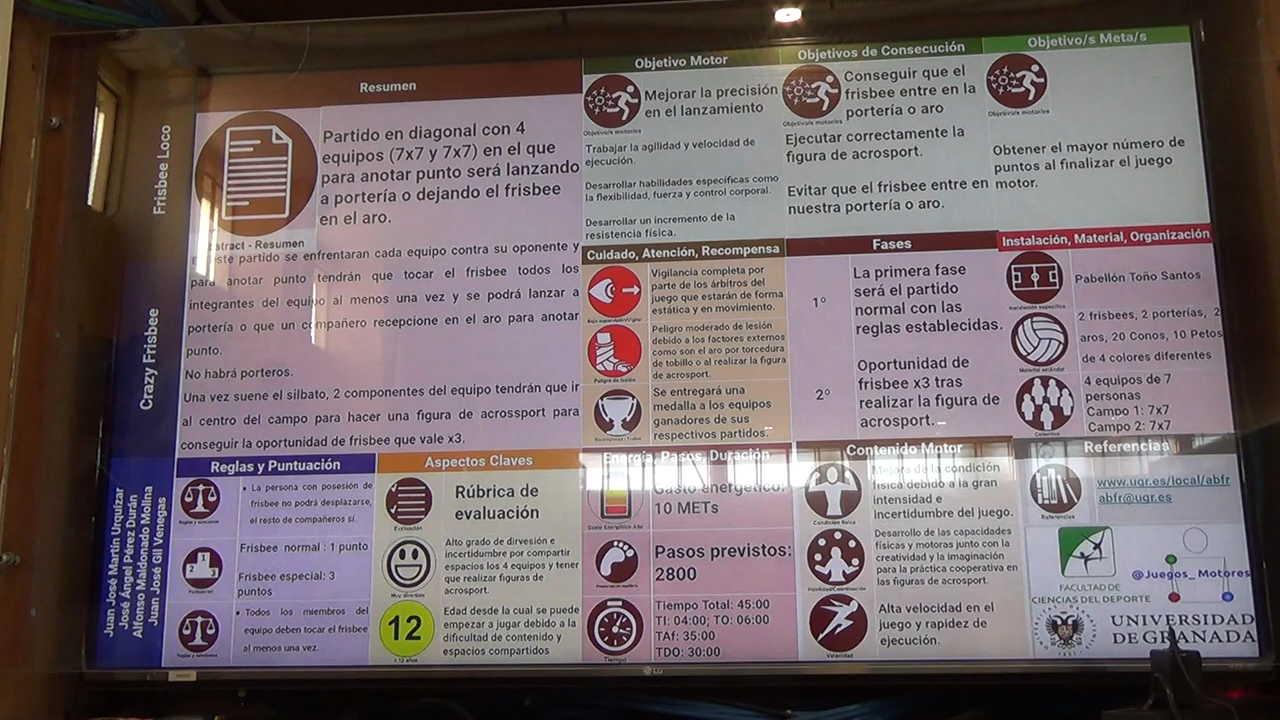 Frisbee Loco
Crazy Frisbee
Juan José Martín Urquízar
José Ángel Pérez Durán
Alfonso Maldonado Molina
Juan José Gil Venegas
Resumen
Partido en diagonal con 4
equipos (7x7 y 7x7) en el que
para anotar punto será lanzando
a portería o dejando el frisbee
en el aro.
Abstract - Resumen
En este partido se enfrentaran cada equipo contra su oponente y
para anotar punto tendrán que tocar el frisbee todos los
integrantes del equipo al menos una vez y se podrá lanzar a
portería o que un compañero recepcione en el aro para anotar
punto.
No habrá porteros.
Una vez suene el silbato, 2 componentes del equipo tendrán que ir
al centro del campo para hacer una figura de acrossport para
conseguir la oportunidad de frisbee que vale x3.
Objetivo Motor
Mejorar la precisión
en el lanzamiento
Objetivo/s motor/es
Trabajar la agilidad y velocidad de
ejecución.
Desarrollar habilidades específicas como
la flexibilidad, fuerza y control corporal.
Desarrollar un incremento de la
resistencia física.
Objetivos de Consecución
Conseguir que el
frisbee entre en la
portería o aro
Objetivo/s motor/es
Ejecutar correctamente la
figura de acrosport.
Evitar que el frisbee entre en
nuestra portería o aro.
Objetivo/s Meta/s
Objetivo/s motor/es
Obtener el mayor número de
puntos al finalizar el juego
motor.
Cuidado, Atención, Recompensa
Vigilancia completa por
parte de los árbitros del
juego que estarán de forma
estática y en movimiento.
Peligro moderado de lesión
debido a los factores externos
como son el aro por torcedura
de tobillo o al realizar la figura
de acrosport.
Peligro de lesión
Se entregará una
medalla a los equipos
ganadores de sus
respectivos partidos.
Fases
1º
La primera fase
será el partido
normal con las
reglas establecidas.
2º
Oportunidad de
frisbee x3 tras
realizar la figura de
acrosport.
Instalación, Material, Organización
Pabellón Toño Santos
Instalación específica
2 frisbees, 2 porterias, 2
aros, 20 Conos, 10 Petos
de 4 colores diferentes
Material estándar
4 equipos de 7
personas
Campo 1: 7x7
Campo 2: 7x7
Colectivo
Reglas y Puntuación
• La persona con posesión de
frisbee no podrá desplazarse,
el resto de compañeros sí.
Reglas y sanciones
Frisbee normal : 1 punto
Frisbee especial: 3
puntos
Puntuación
• Todos los miembros del
equipo deben tocar el frisbee
al menos una vez.
Reglas y sanciones
Aspectos Claves
Rúbrica de
evaluación
Evaluación
Alto grado de dirvesión e
incertidumbre por compartir
espacios los 4 equipos y tener
que realizar figuras de
acrosport.
Muy divertido
12
Edad desde la cual se puede
empezar a jugar debido a la
dificultad de contenido y
espacios compartidos
+ 12 años
Energía, Pasos, Duración
Gasto energético:
10 METs
Gasto Energético Alto
Pasos previstos:
2800
Tiempo Total: 45:00
TI: 04:00; TO: 06:00
TAf: 35:00
TDO: 30:00
Tiempo
Contenido Motor
Mejora de la condición
física debido a la gran
intensidad e
incertidumbre del juego.
Condición física
Desarrollo de las capacidades
físicas y motoras junto con la
creatividad y la imaginación
para la práctica cooperativa en
las figuras de acrosport.
Habilidad/Coordinación
Alta velocidad en el
juego y rapidez de
ejecución.
Velocidad
Referencias
www.ugr.es/local/abfr
abfr@ugr.es
Referencias
FACULTAD DE
CIENCIAS DEL DEPORTE
@Juegos_Motores
UNIVERSIDAD
DE GRANADA
LG